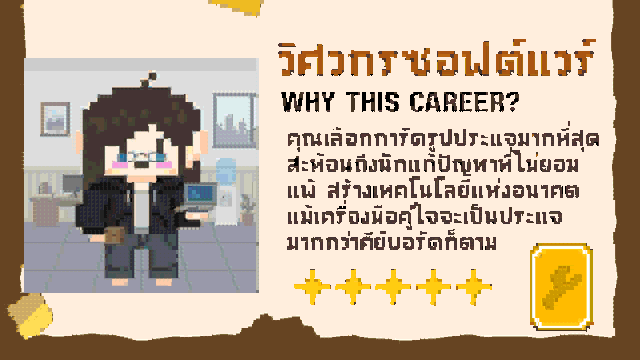 วิศวกรซอฟต์แวร์
WHY THIS CAREER?
คุณเลือกการ์ดรูปประแจมากที่สุด
สะท้อนถึงนักแก้ปัญหาที่ไม่ยอม
แพ้ สร้างเทคโนโลยีแห่งอนาคต
แม้เครื่องมือคู่ใจจะเป็นประแจ
มากกว่าคีย์บอร์ดก็ตาม